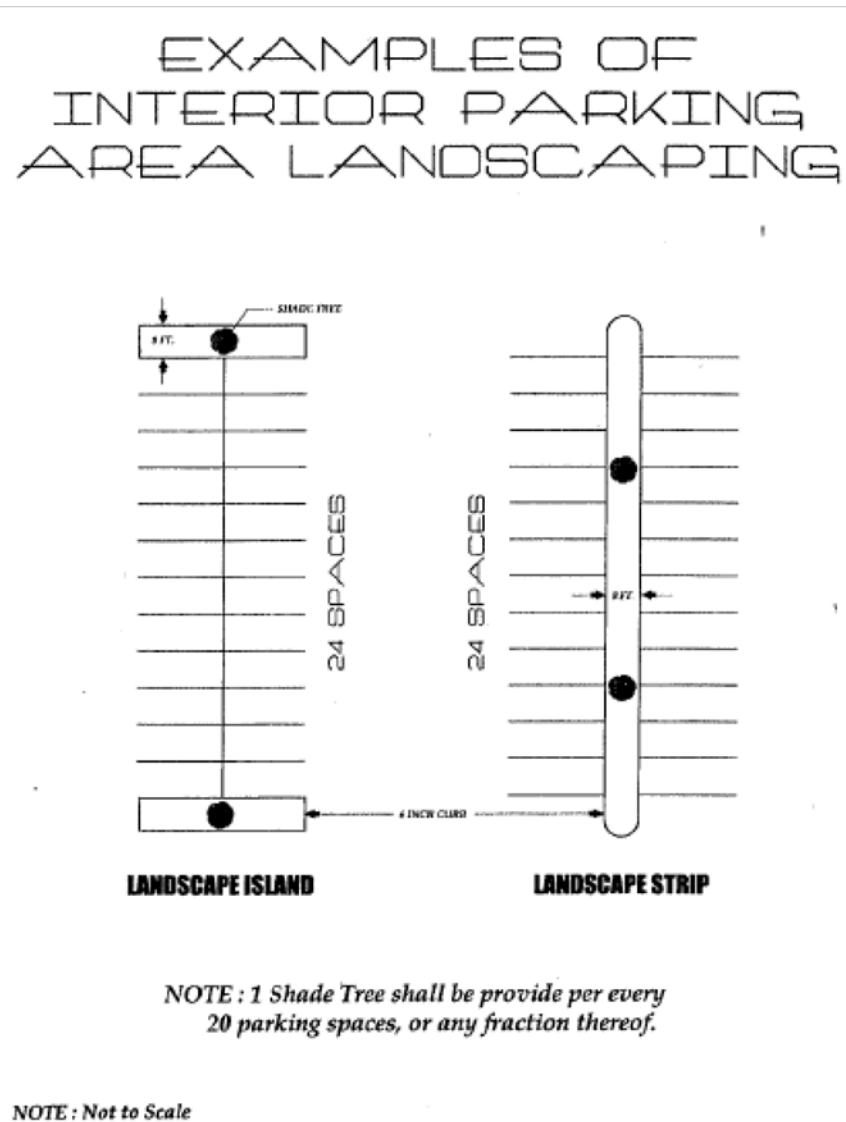 EXAMPLES OF
INTERIOR PARKING
AREA LANDSCAPING
SHADE TREE
8 FT.
24 SPACES
24 SPACES
8 FT.
6 INCH CURB
LANDSCAPE ISLAND
LANDSCAPE STRIP
NOTE : 1 Shade Tree shall be provide per every
20 parking spaces, or any fraction thereof.
NOTE : Not to Scale